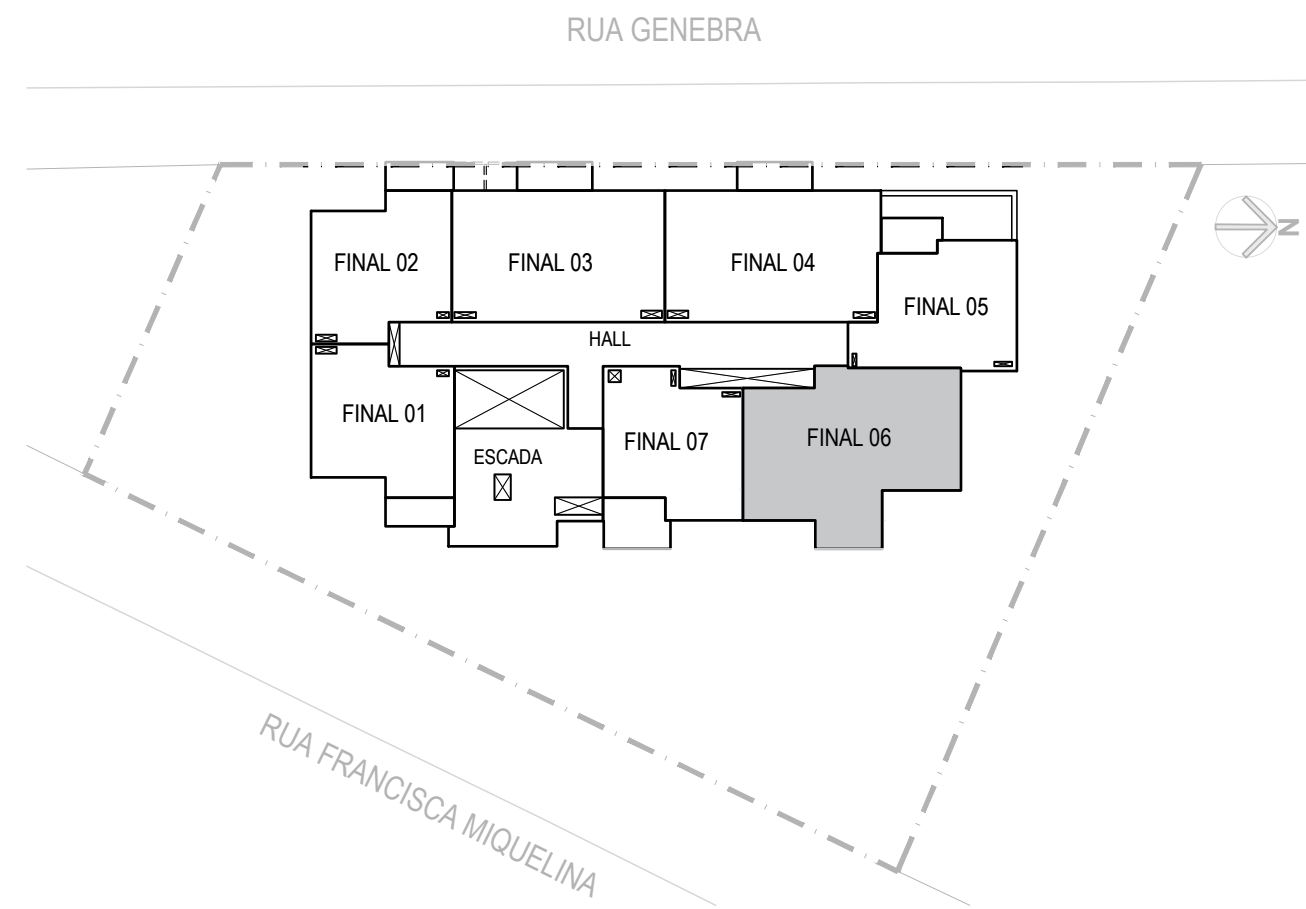 RUA GENEBRA
N
FINAL 02
FINAL 03
FINAL 04
FINAL 05
HALL
FINAL 01
ESCADA
FINAL 07
FINAL 06
RUA FRANCISCA MIQUELINA